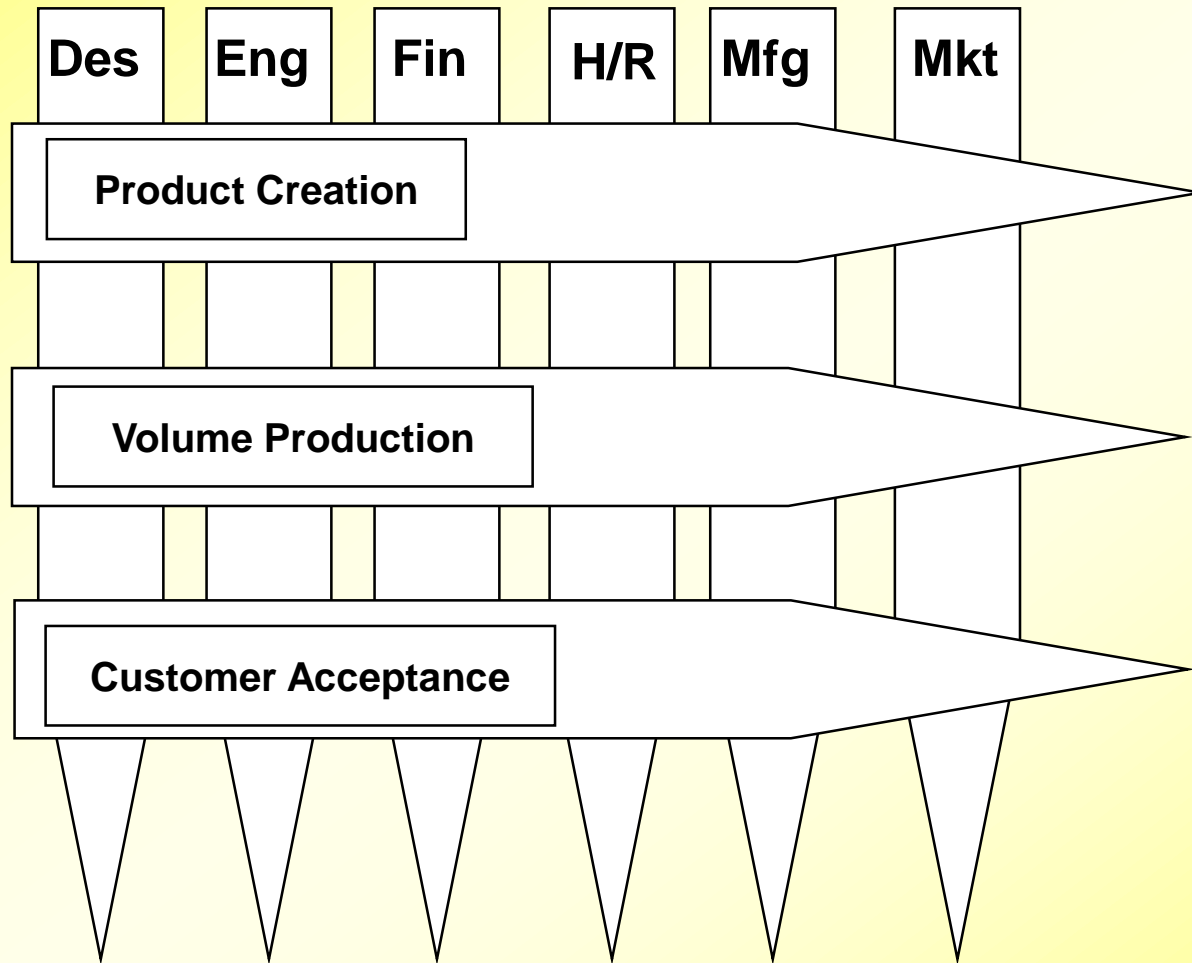 Des Eng Fin H/R Mfg Mkt
Product Creation
Volume Production
Customer Acceptance